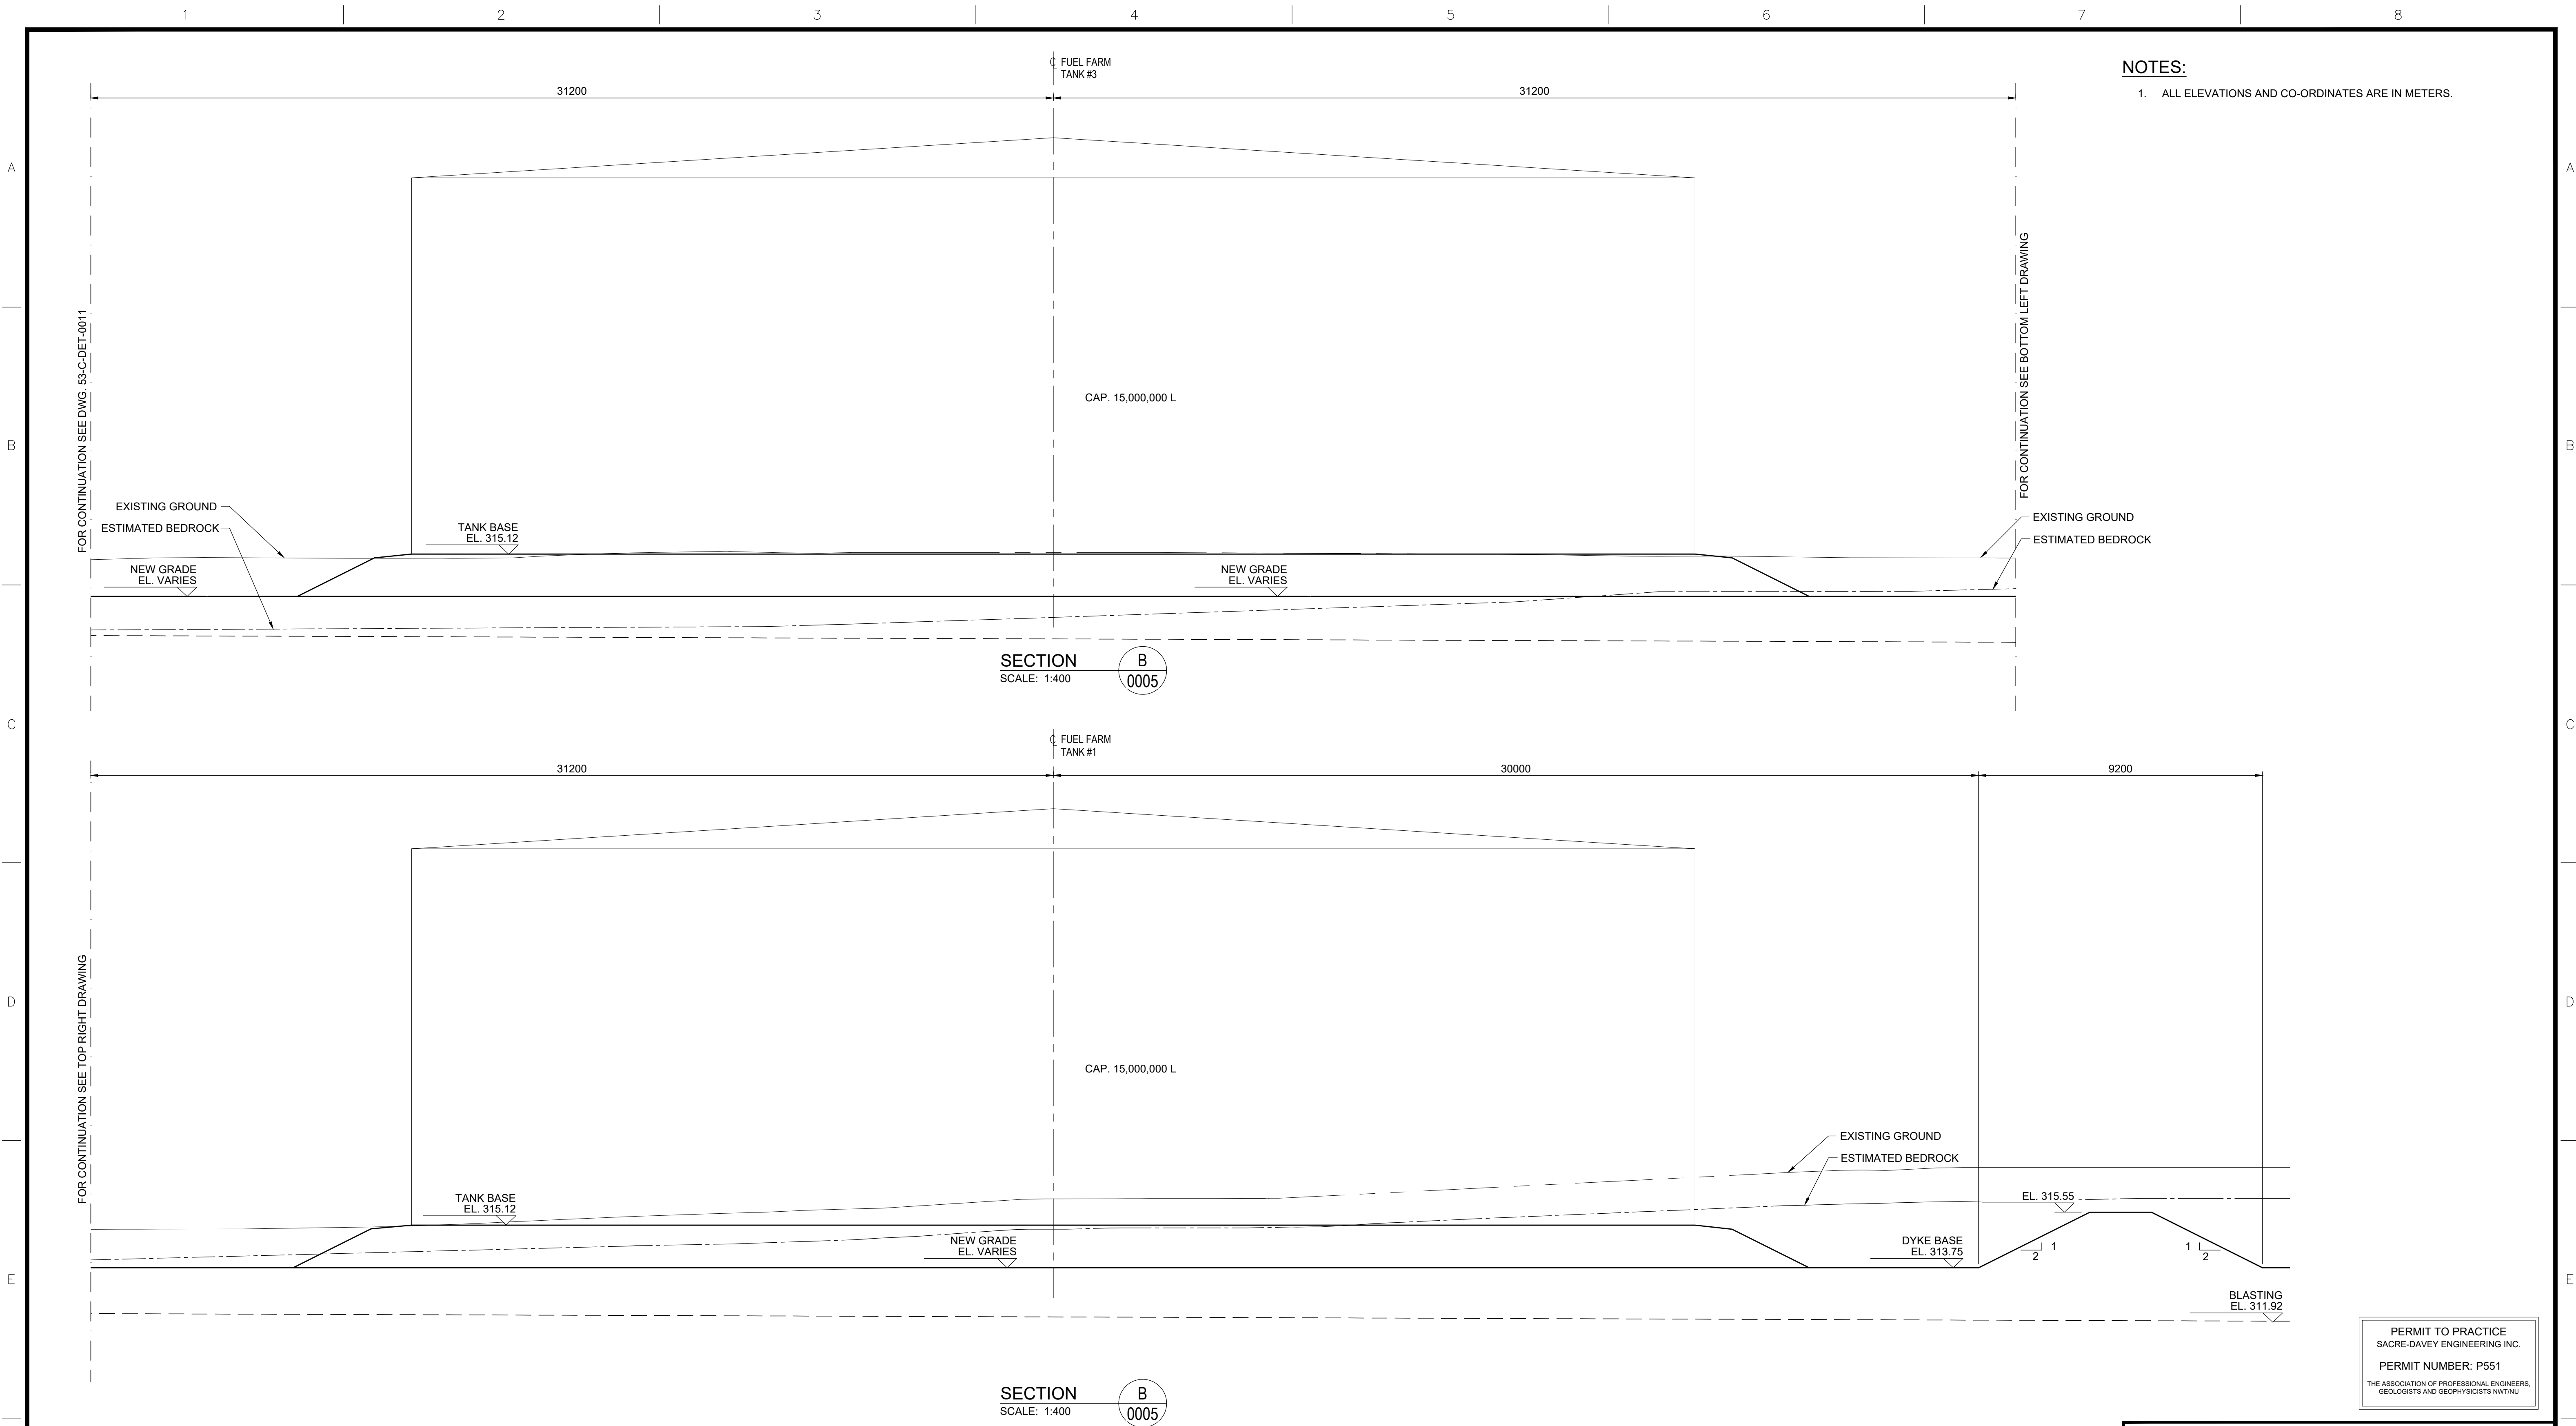 1 2 3 4 5 6 7 8
℄ FUEL FARM
TANK #3
31200
31200
NOTES:
1. ALL ELEVATIONS AND CO-ORDINATES ARE IN METERS.
A
A
FOR CONTINUATION SEE DWG. 53-C-DET-0011
FOR CONTINUATION SEE BOTTOM LEFT DRAWING
CAP. 15,000,000 L
B
B
EXISTING GROUND
ESTIMATED BEDROCK
TANK BASE
EL. 315.12
EXISTING GROUND
ESTIMATED BEDROCK
NEW GRADE
EL. VARIES
NEW GRADE
EL. VARIES
SECTION
SCALE: 1:400
B
0005
C
C
℄ FUEL FARM
TANK #1
31200
30000
9200
D
D
FOR CONTINUATION SEE TOP RIGHT DRAWING
CAP. 15,000,000 L
EXISTING GROUND
ESTIMATED BEDROCK
TANK BASE
EL. 315.12
EL. 315.55
NEW GRADE
EL. VARIES
DYKE BASE
EL. 313.75
1
2
1
2
E
E
BLASTING
EL. 311.92
PERMIT TO PRACTICE
SACRE-DAVEY ENGINEERING INC.
PERMIT NUMBER: P551
THE ASSOCIATION OF PROFESSIONAL ENGINEERS,
GEOLOGISTS AND GEOPHYSICISTS NWT/NU
SECTION
SCALE: 1:400
B
0005